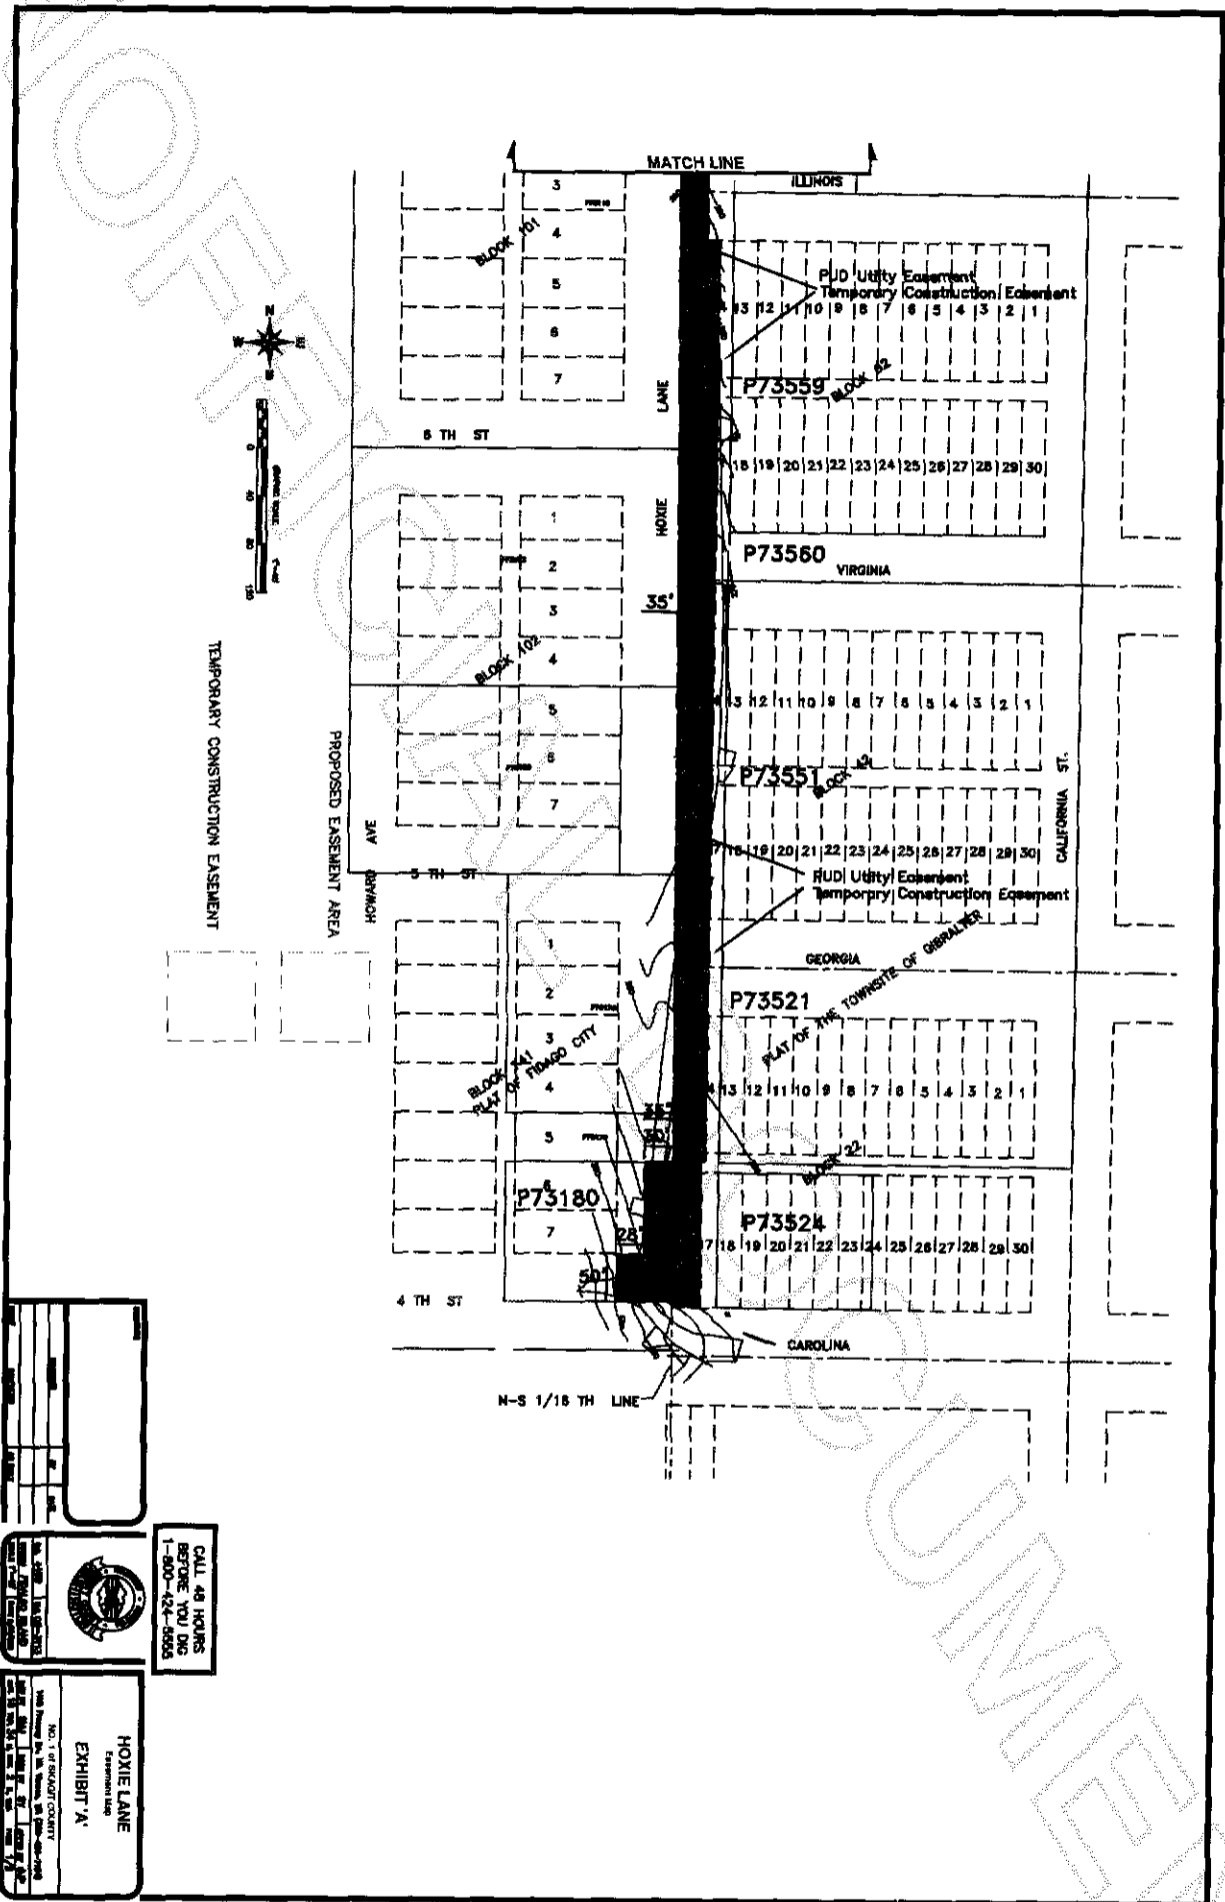 UNOFFICIAL DOCUMENT
MATCH LINE
ILLINOIS
3
4
5
6
7
BLOCK 101
PUD Utility Easement
Temporary Construction Easement
13 12 11 10 9 8 7 6 5 4 3 2 1
P73559
BLOCK 52
LANE
HOXIE
6 TH ST
18 19 20 21 22 23 24 25 26 27 28 29 30
P73560
VIRGINIA
35'
1
2
3
4
5
6
7
BLOCK 102
13 12 11 10 9 8 7 6 5 4 3 2 1
P73551
BLOCK 42
CALIFORNIA ST.
18 19 20 21 22 23 24 25 26 27 28 29 30
PUD Utility Easement
Temporary Construction Easement
HOWARD AVE
5 TH ST
PLAT OF THE TOWNSITE OF GIBRALTER
GEORGIA
P73521
1
2
3
4
5
6
7
PLAT OF FIDAGO CITY
13 12 11 10 9 8 7 6 5 4 3 2 1
BLOCK 22
P73180
P73524
28'
50'
17 18 19 20 21 22 23 24 25 26 27 28 29 30
4 TH ST
CAROLINA
N-S 1/16 TH LINE
N
W
E
S
0
PROPOSED EASEMENT AREA
TEMPORARY CONSTRUCTION EASEMENT
CALL 48 HOURS
BEFORE YOU DIG
1-800-424-5555
HOXIE LANE
Easement Map
EXHIBIT 'A'
NO. 1 of SKAGIT COUNTY